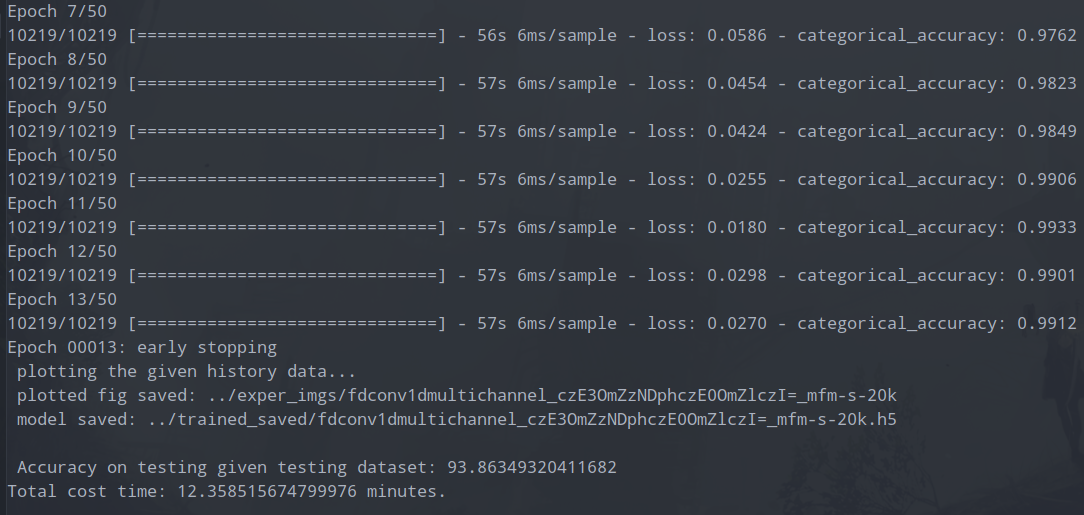 Epoch 7/50
10219/10219 [==============================] - 56s 6ms/sample - loss: 0.0586 - categorical_accuracy: 0.9762
Epoch 8/50
10219/10219 [==============================] - 57s 6ms/sample - loss: 0.0454 - categorical_accuracy: 0.9823
Epoch 9/50
10219/10219 [==============================] - 57s 6ms/sample - loss: 0.0424 - categorical_accuracy: 0.9849
Epoch 10/50
10219/10219 [==============================] - 57s 6ms/sample - loss: 0.0255 - categorical_accuracy: 0.9906
Epoch 11/50
10219/10219 [==============================] - 57s 6ms/sample - loss: 0.0180 - categorical_accuracy: 0.9933
Epoch 12/50
10219/10219 [==============================] - 57s 6ms/sample - loss: 0.0298 - categorical_accuracy: 0.9901
Epoch 13/50
10219/10219 [==============================] - 57s 6ms/sample - loss: 0.0270 - categorical_accuracy: 0.9912
Epoch 00013: early stopping
plotting the given history data...
plotted fig saved: ../exper_imgs/fdconv1dmultichannel_czE3OmZzNDphczE0OmZlczI=_mfm-s-20k
model saved: ../trained_saved/fdconv1dmultichannel_czE3OmZzNDphczE0OmZlczI=_mfm-s-20k.h5
Accuracy on testing given testing dataset: 93.86349320411682
Total cost time: 12.358515674799976 minutes.